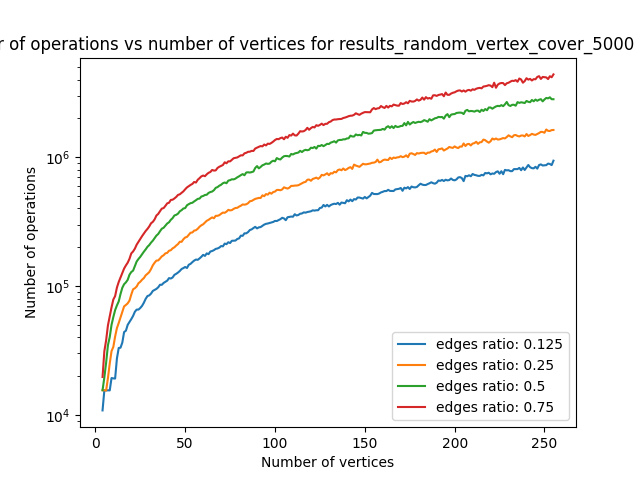 r of operations vs number of vertices for results_random_vertex_cover_5000
Number of operations
10^6
10^5
10^4
0 50 100 150 200 250
Number of vertices
edges ratio: 0.125
edges ratio: 0.25
edges ratio: 0.5
edges ratio: 0.75